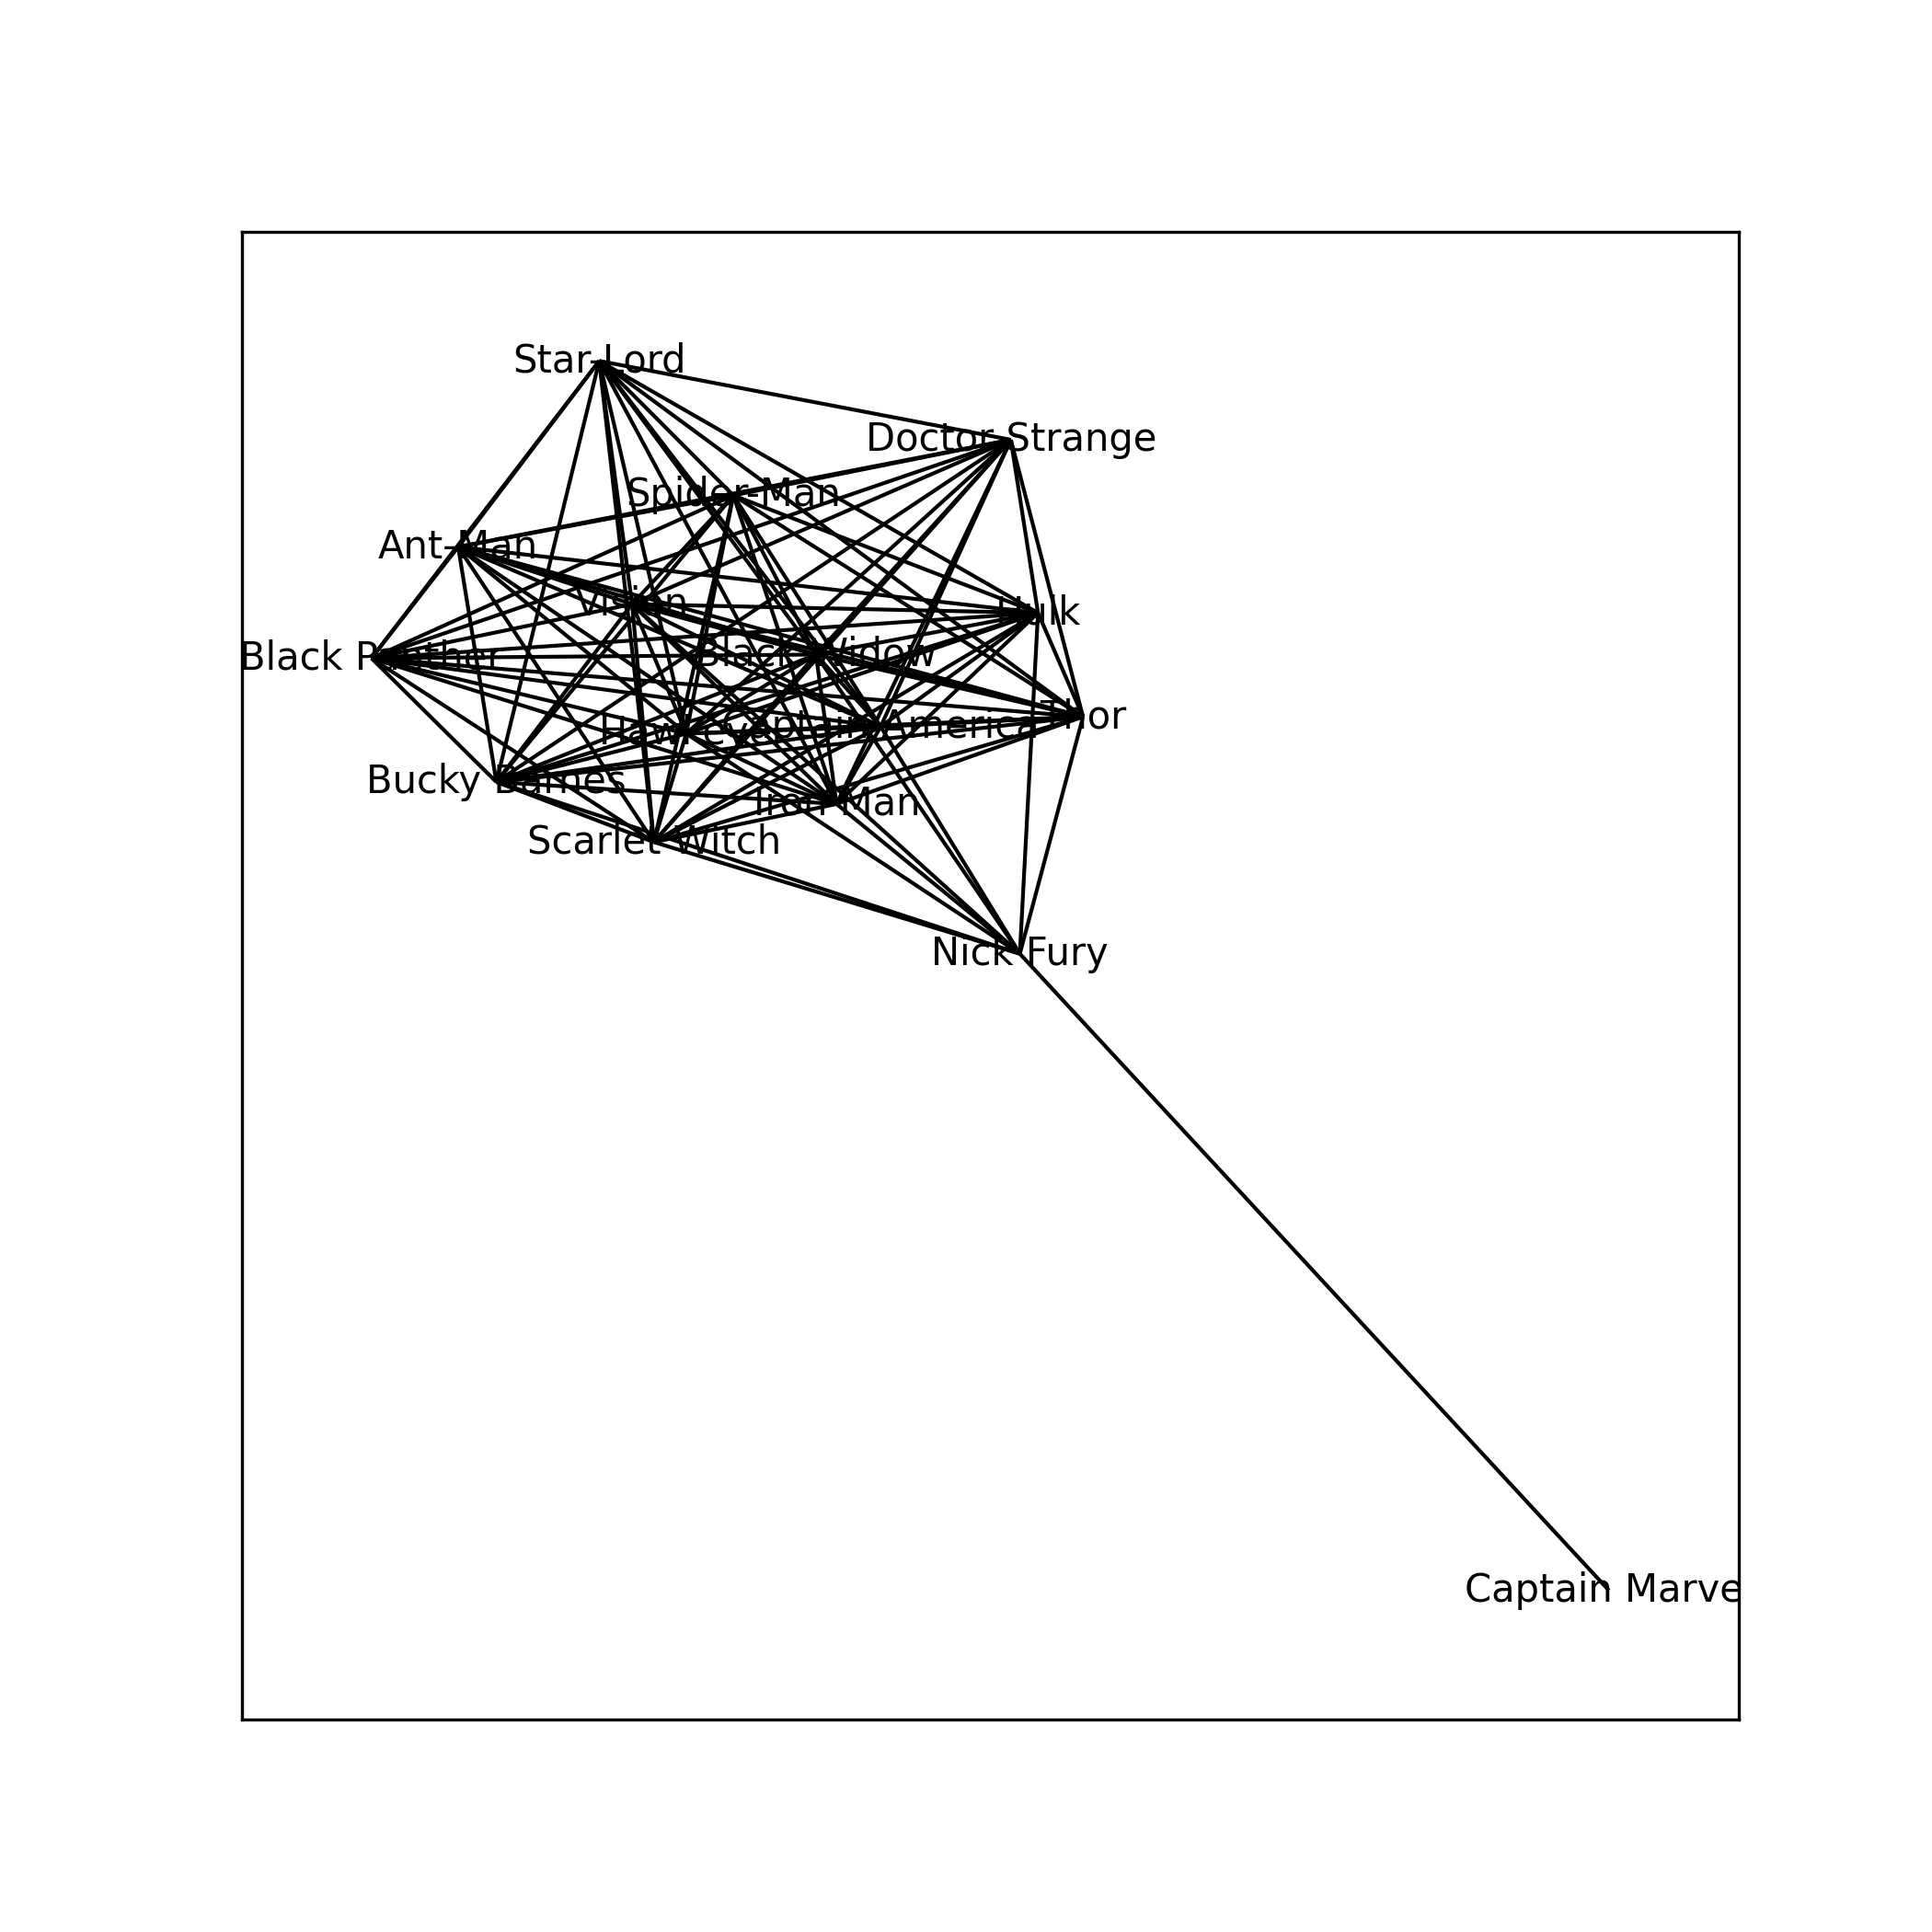 Star-Lord
Doctor Strange
Spider-Man
Ant-Man
Vision
Hulk
Black Widow
Black Panther
Thor
Captain America
Hawkeye
Bucky Barnes
Iron Man
Scarlet Witch
Nick Fury
Captain Marve